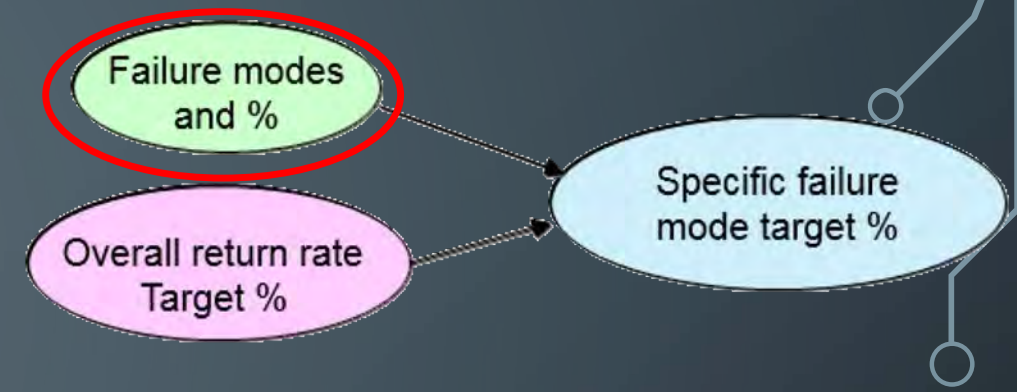 Failure modes
and %
Overall return rate
Target %
Specific failure
mode target %